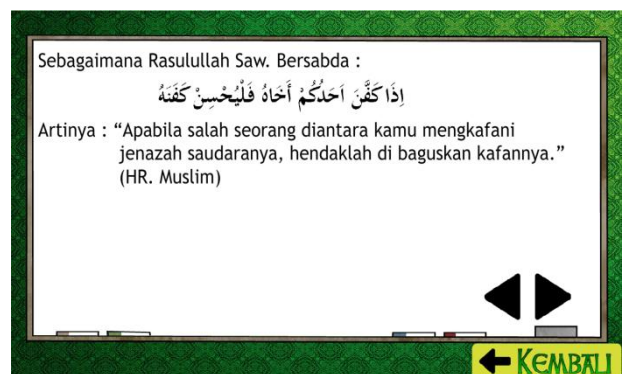 Sebagaimana Rasulullah Saw. Bersabda :
اِذَا كَفَّنَ اَحَدُكُمْ أَخَاهُ فَلْيُحْسِنْ كَفَنَهُ
Artinya : “Apabila salah seorang diantara kamu mengkafani
jenazah saudaranya, hendaklah di baguskan kafannya.”
(HR. Muslim)
KEMBALI